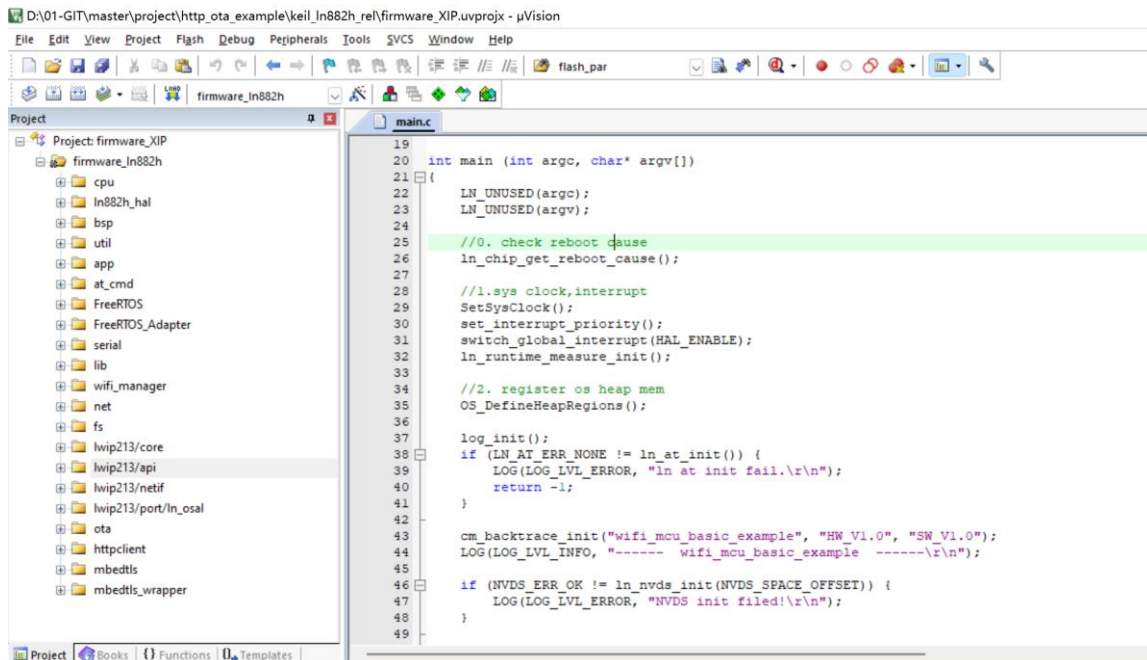 D:\01-GIT\master\project\http_ota_example\keil_ln882h_rel\firmware_XIP.uvprojx - µVision
File Edit View Project Flash Debug Peripherals Tools SVCS Window Help
flash_par
LOAD firmware_ln882h
Project
main.c
Project: firmware_XIP
firmware_ln882h
cpu
ln882h_hal
bsp
util
app
at_cmd
FreeRTOS
FreeRTOS_Adapter
serial
lib
wifi_manager
net
fs
lwip213/core
lwip213/api
lwip213/netif
lwip213/port/ln_osal
ota
httpclient
mbedtls
mbedtls_wrapper
Project Books {} Functions Templates
19
20 int main (int argc, char* argv[])
21 {
22 LN_UNUSED(argc);
23 LN_UNUSED(argv);
24
25 //0. check reboot cause
26 ln_chip_get_reboot_cause();
27
28 //1.sys clock,interrupt
29 SetSysClock();
30 set_interrupt_priority();
31 switch_global_interrupt(HAL_ENABLE);
32 ln_runtime_measure_init();
33
34 //2. register os heap mem
35 OS_DefineHeapRegions();
36
37 log_init();
38 if (LN_AT_ERR_NONE != ln_at_init()) {
39 LOG(LOG_LVL_ERROR, "ln at init fail.\r\n");
40 return -1;
41 }
42
43 cm_backtrace_init("wifi_mcu_basic_example", "HW_V1.0", "SW_V1.0");
44 LOG(LOG_LVL_INFO, "------ wifi_mcu_basic_example ------\r\n");
45
46 if (NVDS_ERR_OK != ln_nvds_init(NVDS_SPACE_OFFSET)) {
47 LOG(LOG_LVL_ERROR, "NVDS init filed!\r\n");
48 }
49